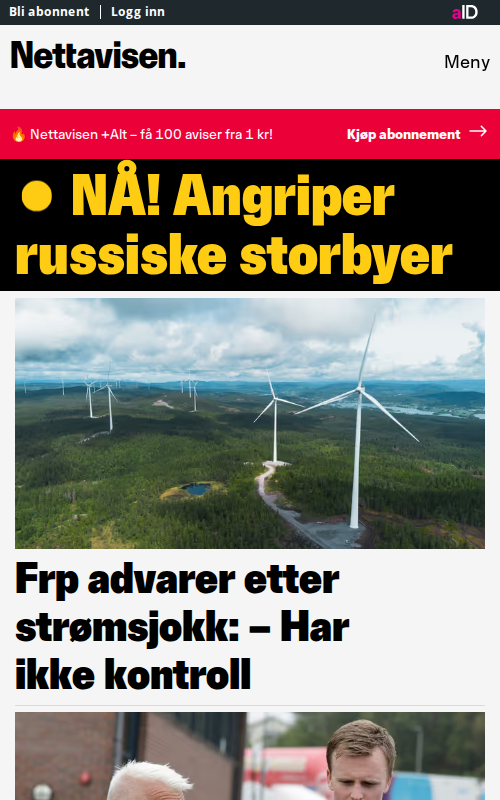 Bli abonnent | Logg inn
aID
Nettavisen.
Meny
🔥 Nettavisen +Alt – få 100 aviser fra 1 kr!
Kjøp abonnement →
NÅ! Angriper
russiske storbyer
Frp advarer etter
strømsjokk: – Har
ikke kontroll